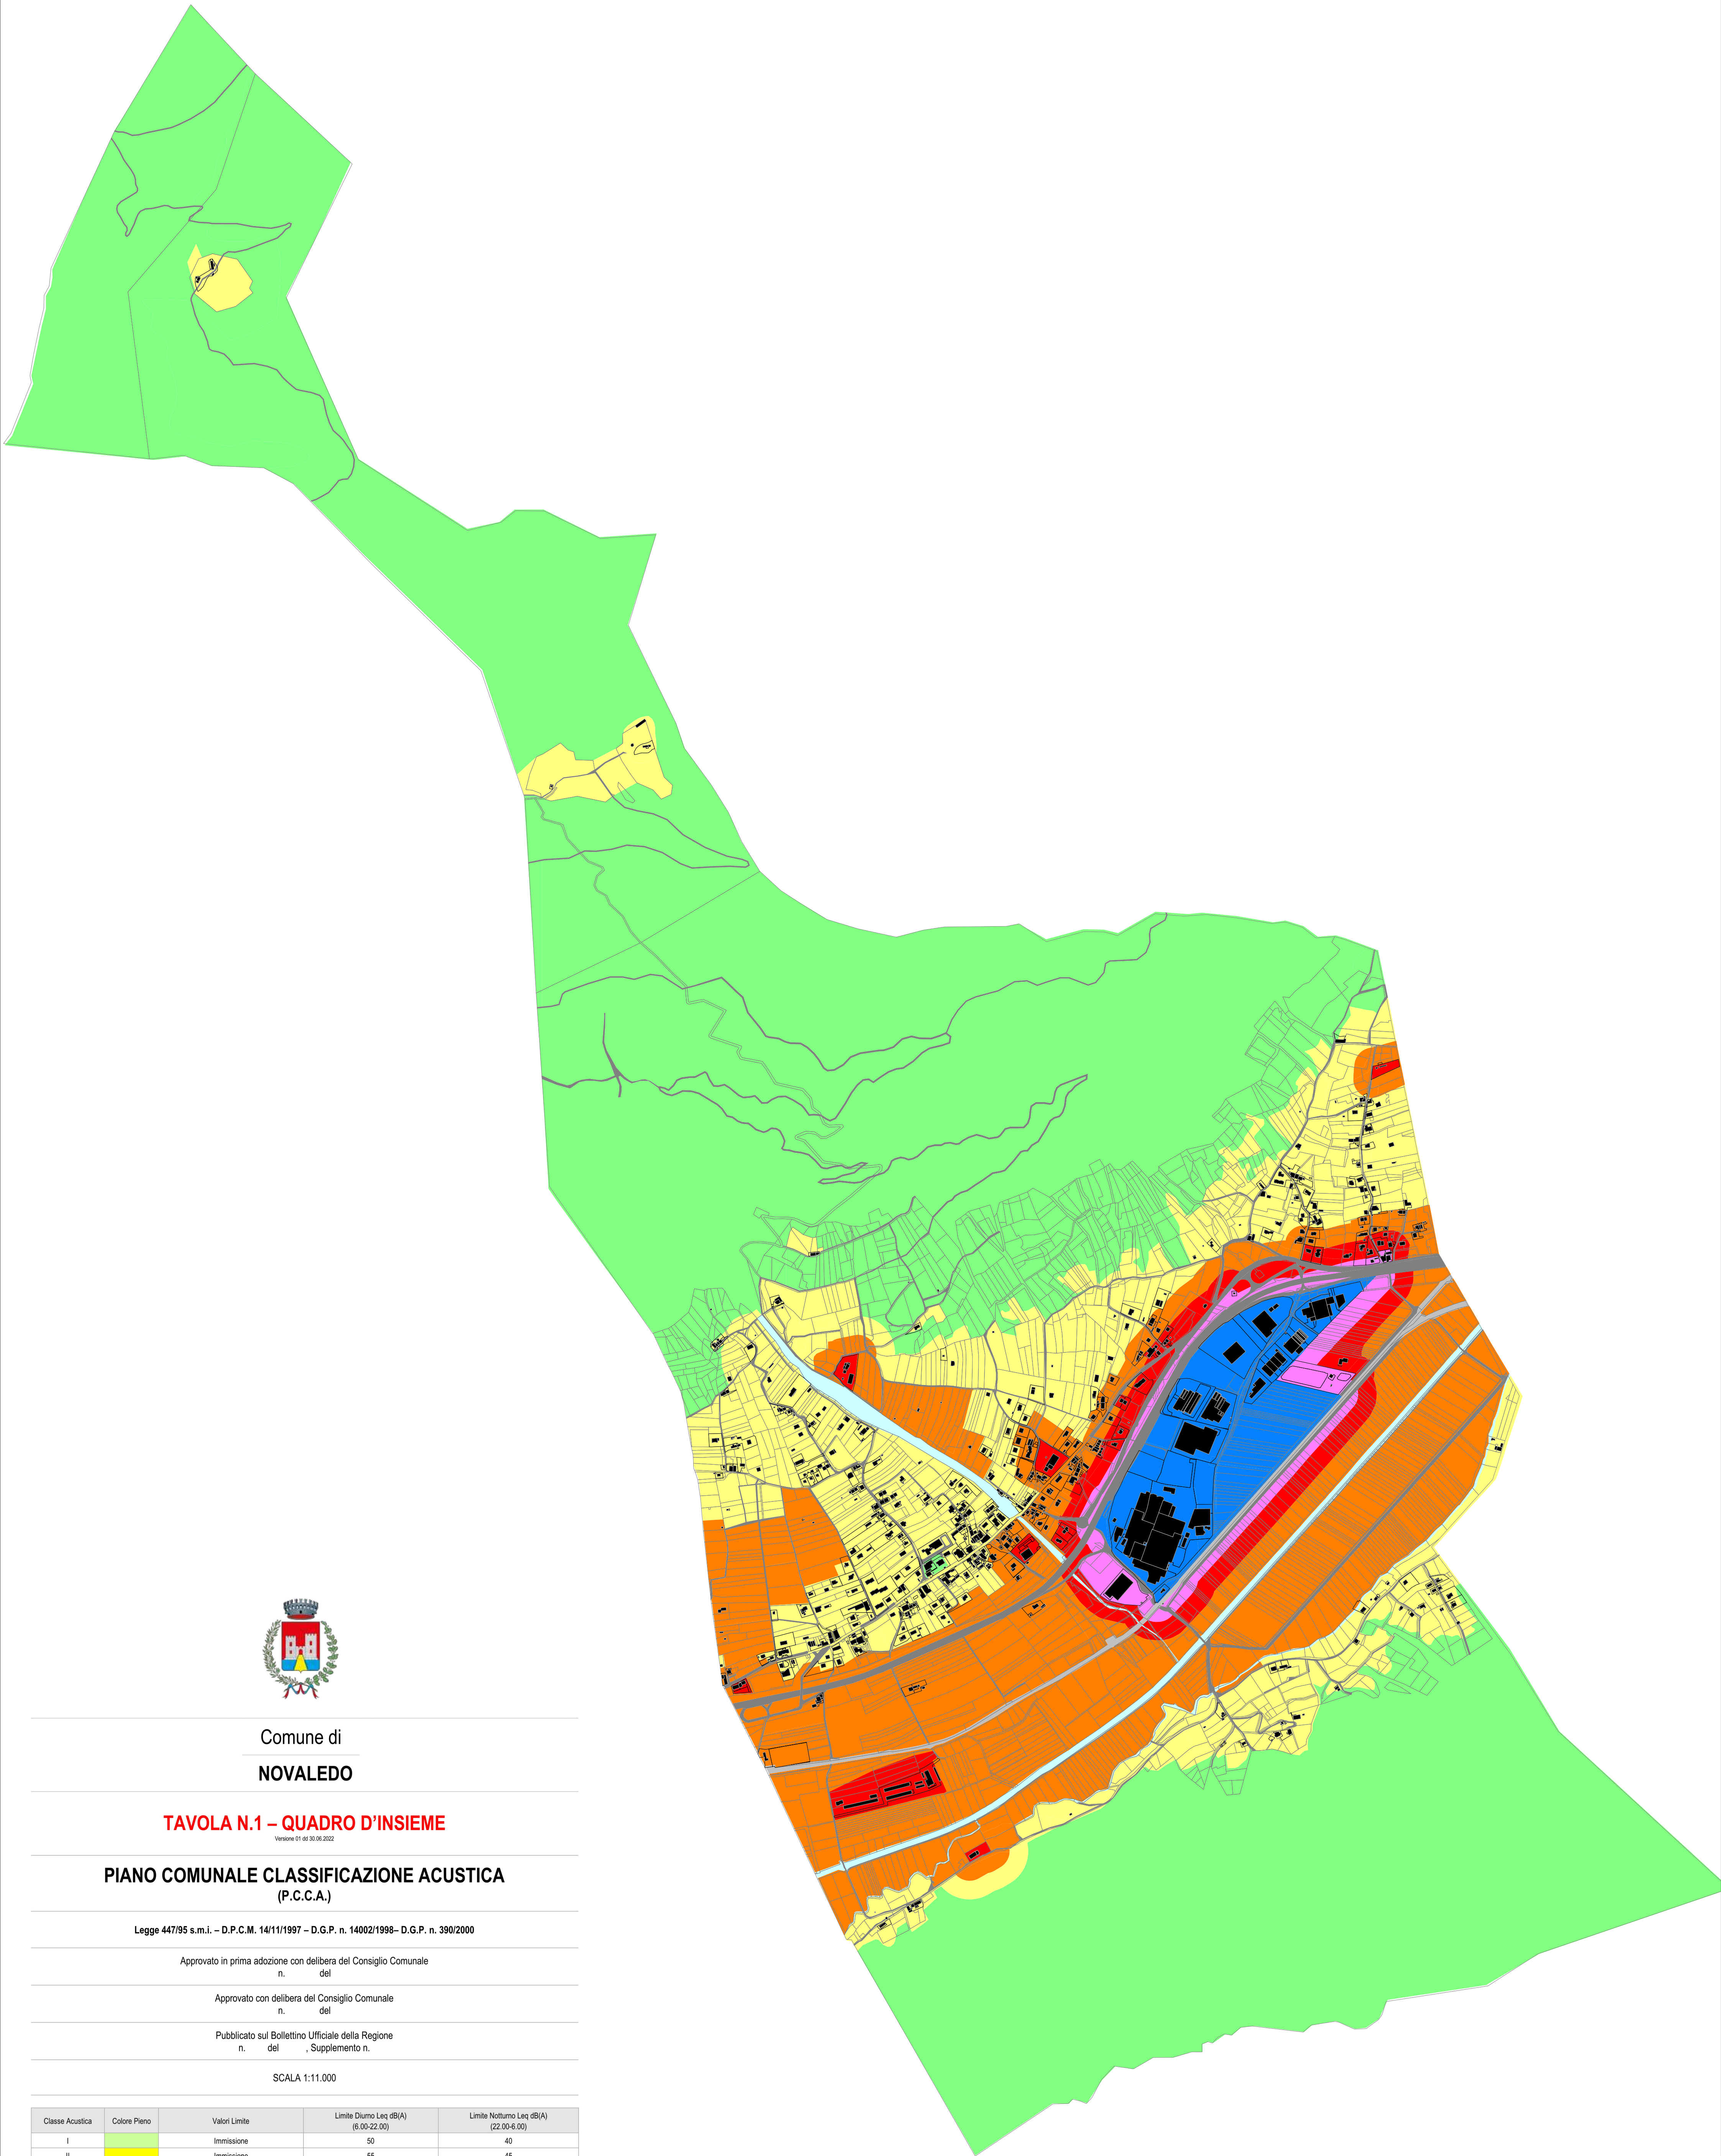 Comune di
NOVALEDO
TAVOLA N.1 – QUADRO D'INSIEME
Versione 01 dd 30.06.2022
PIANO COMUNALE CLASSIFICAZIONE ACUSTICA
(P.C.C.A.)
Legge 447/95 s.m.i. – D.P.C.M. 14/11/1997 – D.G.P. n. 14002/1998– D.G.P. n. 390/2000
Approvato in prima adozione con delibera del Consiglio Comunale
n. del
Approvato con delibera del Consiglio Comunale
n. del
Pubblicato sul Bollettino Ufficiale della Regione
n. del , Supplemento n.
SCALA 1:11.000
Classe Acustica Colore Pieno Valori Limite Limite Diurno Leq dB(A) (6.00-22.00) Limite Notturno Leq dB(A) (22.00-6.00)
I Immissione 50 40
II Immissione 55 45